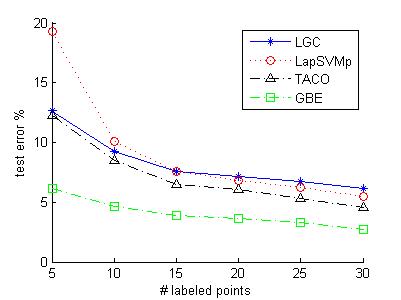 20
15
10
5
0
test error %
LGC
LapSVMp
TACO
GBE
5 10 15 20 25 30
# labeled points